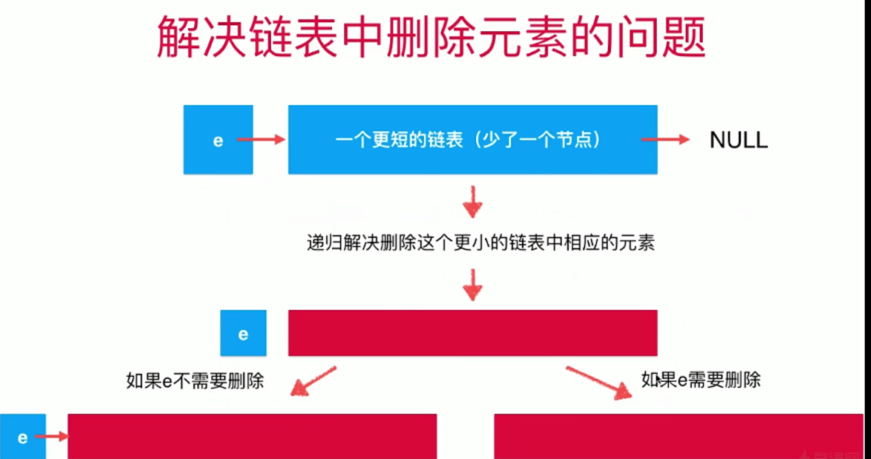 解决链表中删除元素的问题
e
一个更短的链表（少了一个节点）
NULL
递归解决删除这个更小的链表中相应的元素
e
如果e不需要删除
如果e需要删除
e